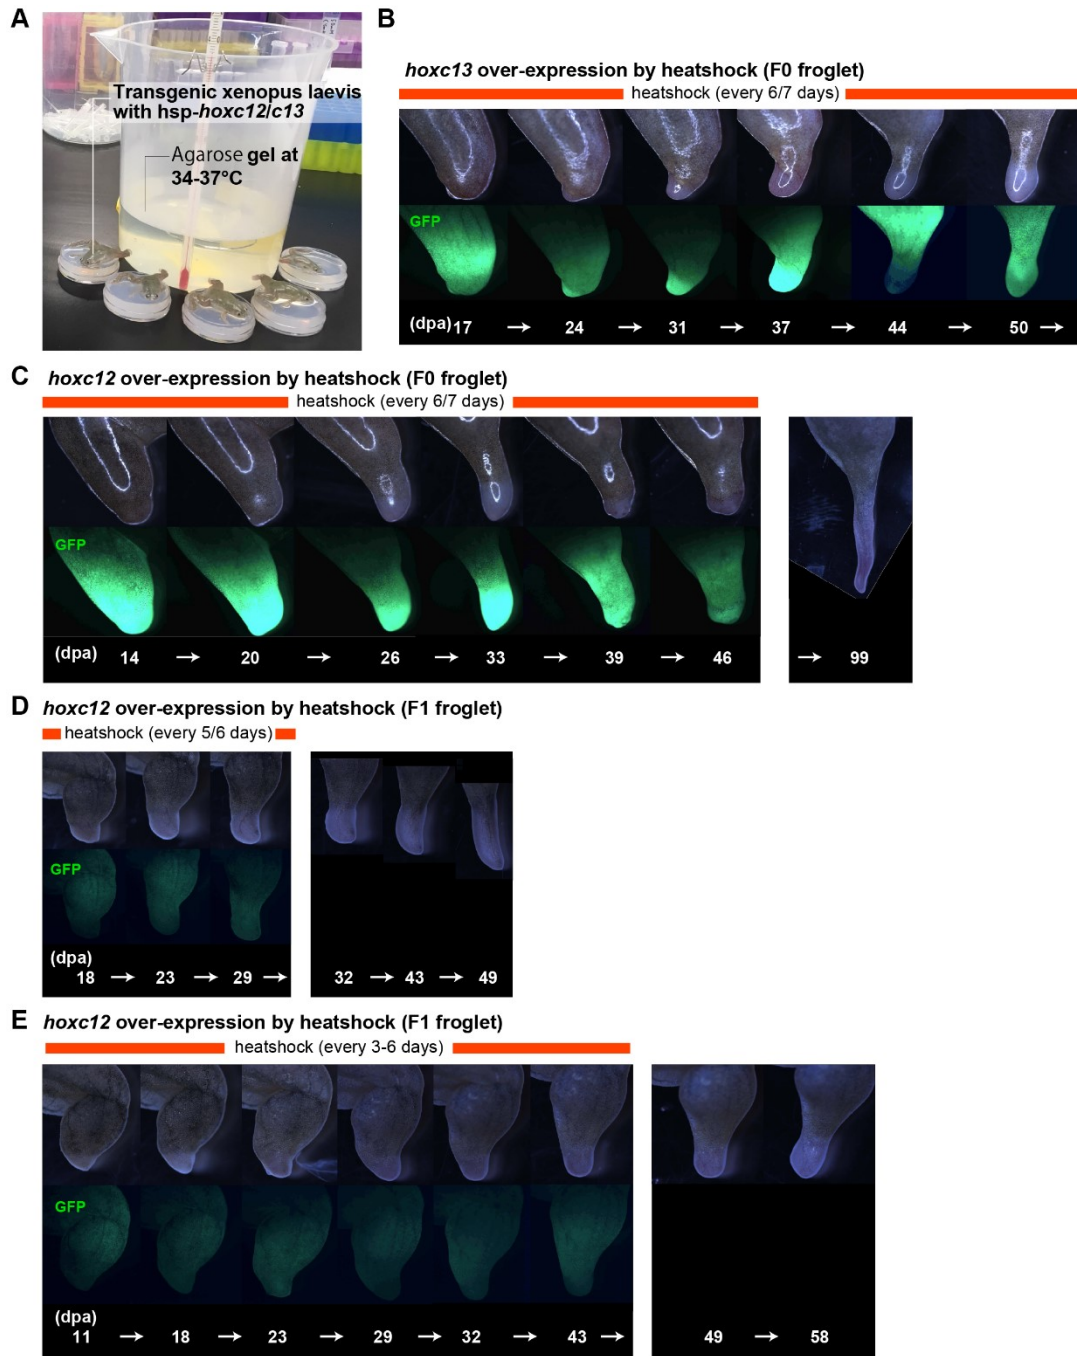 A
Transgenic xenopus laevis
with hsp-hoxc12/c13
Agarose gel at
34-37°C
B
hoxc13 over-expression by heatshock (F0 froglet)
heatshock (every 6/7 days)
GFP
(dpa) 17 → 24 → 31 → 37 → 44 → 50 →
C hoxc12 over-expression by heatshock (F0 froglet)
heatshock (every 6/7 days)
GFP
(dpa) 14 → 20 → 26 → 33 → 39 → 46 → 99
D hoxc12 over-expression by heatshock (F1 froglet)
heatshock (every 5/6 days)
GFP
(dpa)
18 → 23 → 29 → 32 → 43 → 49
E hoxc12 over-expression by heatshock (F1 froglet)
heatshock (every 3-6 days)
GFP
(dpa)
11 → 18 → 23 → 29 → 32 → 43 → 49 → 58